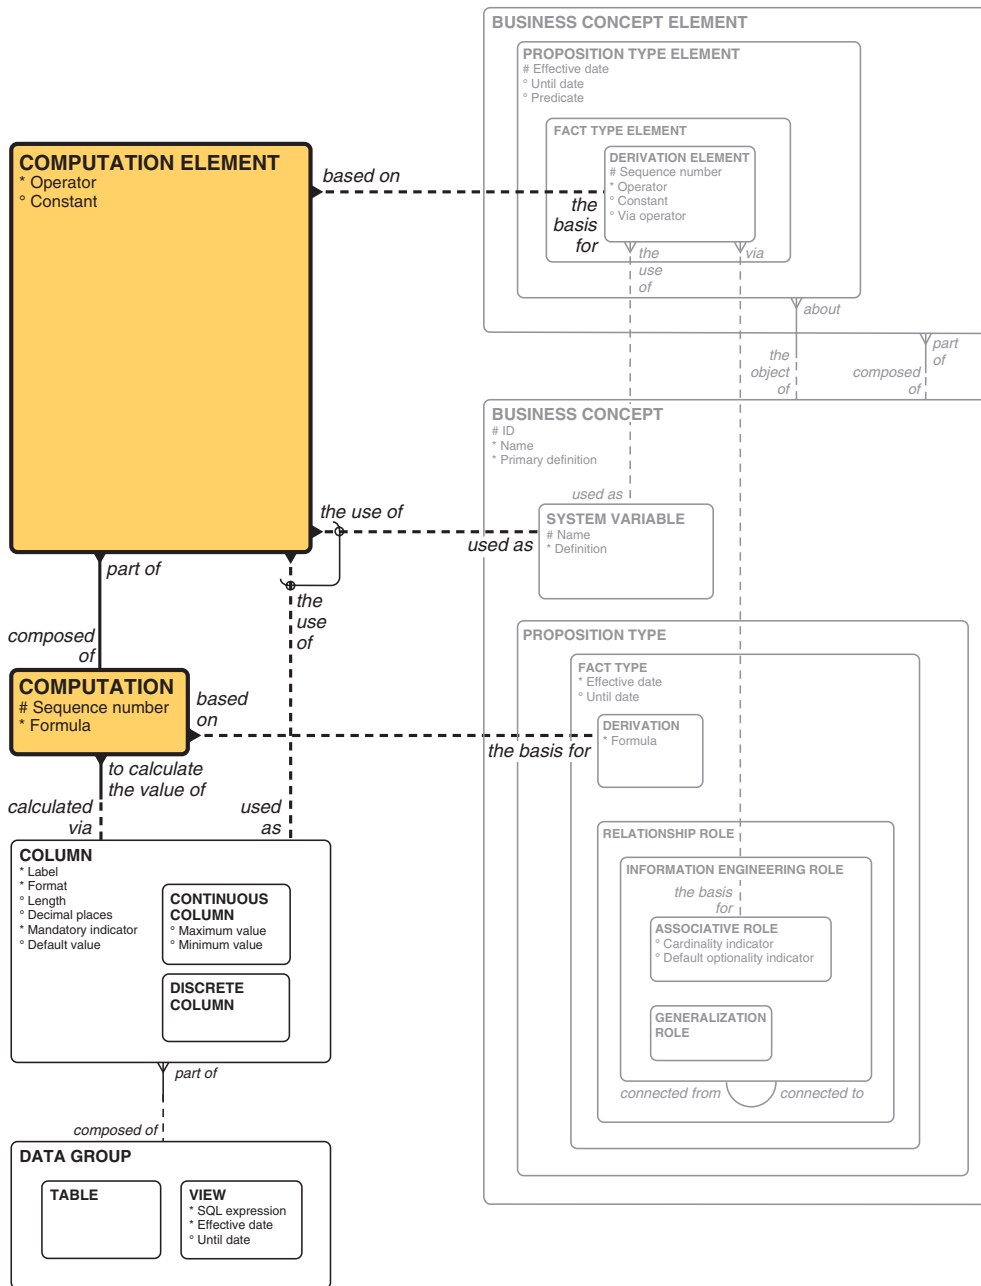 BUSINESS CONCEPT ELEMENT
PROPOSITION TYPE ELEMENT
# Effective date
° Until date
° Predicate
FACT TYPE ELEMENT
DERIVATION ELEMENT
# Sequence number
* Operator
° Constant
° Via operator
COMPUTATION ELEMENT
* Operator
° Constant
based on
the
basis
for
the
use
of
via
about
the
object
of
part
of
composed
of
BUSINESS CONCEPT
# ID
* Name
* Primary definition
used as
SYSTEM VARIABLE
# Name
* Definition
the use of
used as
part of
the
use
of
composed
of
COMPUTATION
# Sequence number
* Formula
based
on
the basis for
PROPOSITION TYPE
FACT TYPE
* Effective date
° Until date
DERIVATION
* Formula
to calculate
the value of
calculated
via
used
as
COLUMN
* Label
* Format
° Length
° Decimal places
* Mandatory indicator
° Default value
CONTINUOUS
COLUMN
° Maximum value
° Minimum value
DISCRETE
COLUMN
RELATIONSHIP ROLE
INFORMATION ENGINEERING ROLE
the basis
for
ASSOCIATIVE ROLE
° Cardinality indicator
° Default optionality indicator
GENERALIZATION
ROLE
connected from
connected to
part of
composed of
DATA GROUP
TABLE
VIEW
* SQL expression
* Effective date
° Until date